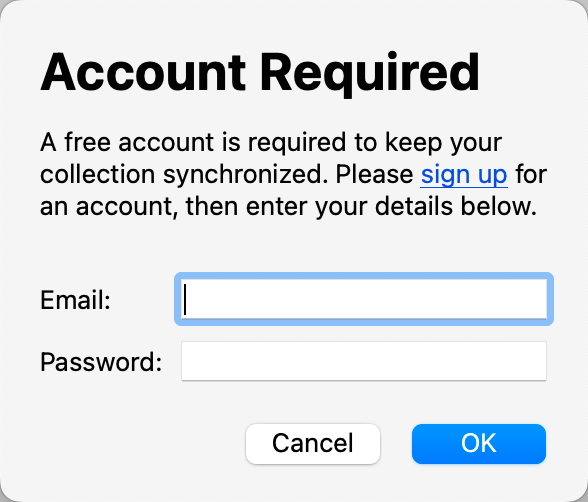 Account Required
A free account is required to keep your
collection synchronized. Please sign up for
an account, then enter your details below.
Email:
Password:
Cancel OK